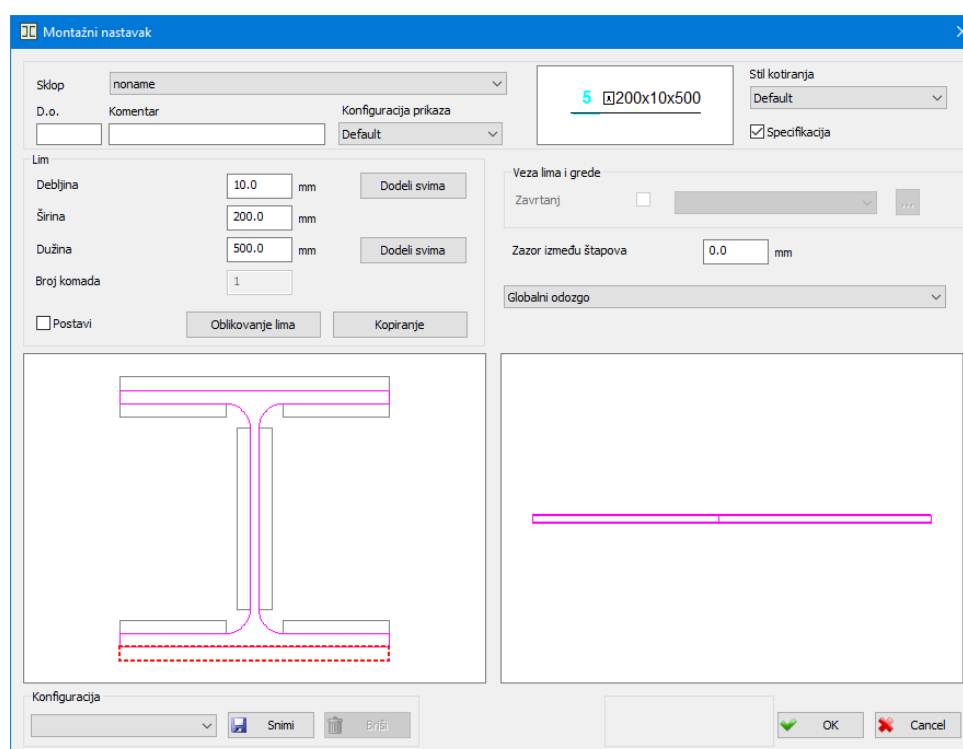 Montažni nastavak
Sklop noname
D.o. Komentar Konfiguracija prikaza
Default
5 x 200x10x500
Stil kotiranja
Default
Specifikacija
Lim
Debljina 10.0 mm Dodeli svima
Širina 200.0 mm
Dužina 500.0 mm Dodeli svima
Broj komada 1
Postavi Oblikovanje lima Kopiranje
Veza lima i grede
Zavrtanj ...
Zazor između štapova 0.0 mm
Globalni odozgo
Konfiguracija
Snimi Briši
OK Cancel